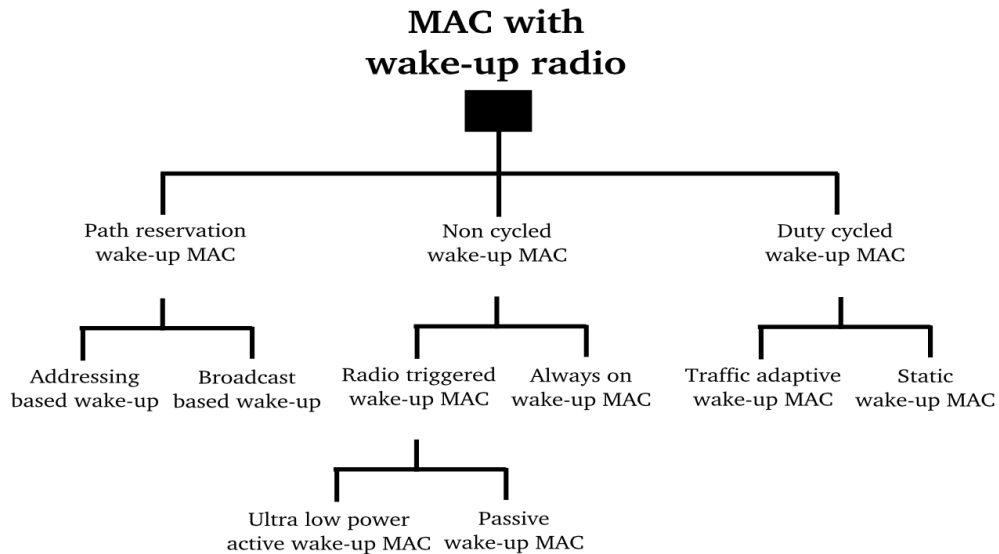 MAC with
wake-up radio
Path reservation
wake-up MAC
Non cycled
wake-up MAC
Duty cycled
wake-up MAC
Addressing
based wake-up
Broadcast
based wake-up
Radio triggered
wake-up MAC
Always on
wake-up MAC
Traffic adaptive
wake-up MAC
Static
wake-up MAC
Ultra low power
active wake-up MAC
Passive
wake-up MAC